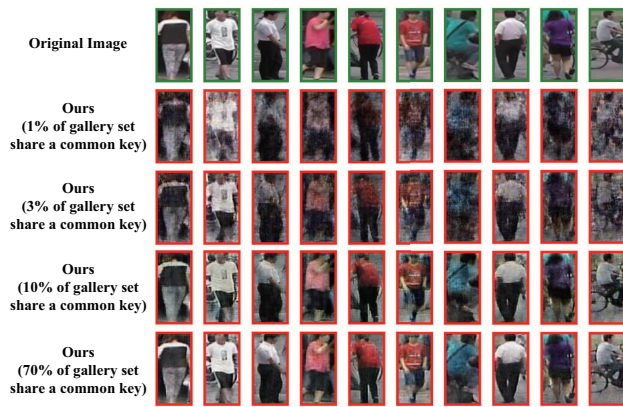 Original Image
Ours
(1% of gallery set
share a common key)
Ours
(3% of gallery set
share a common key)
Ours
(10% of gallery set
share a common key)
Ours
(70% of gallery set
share a common key)